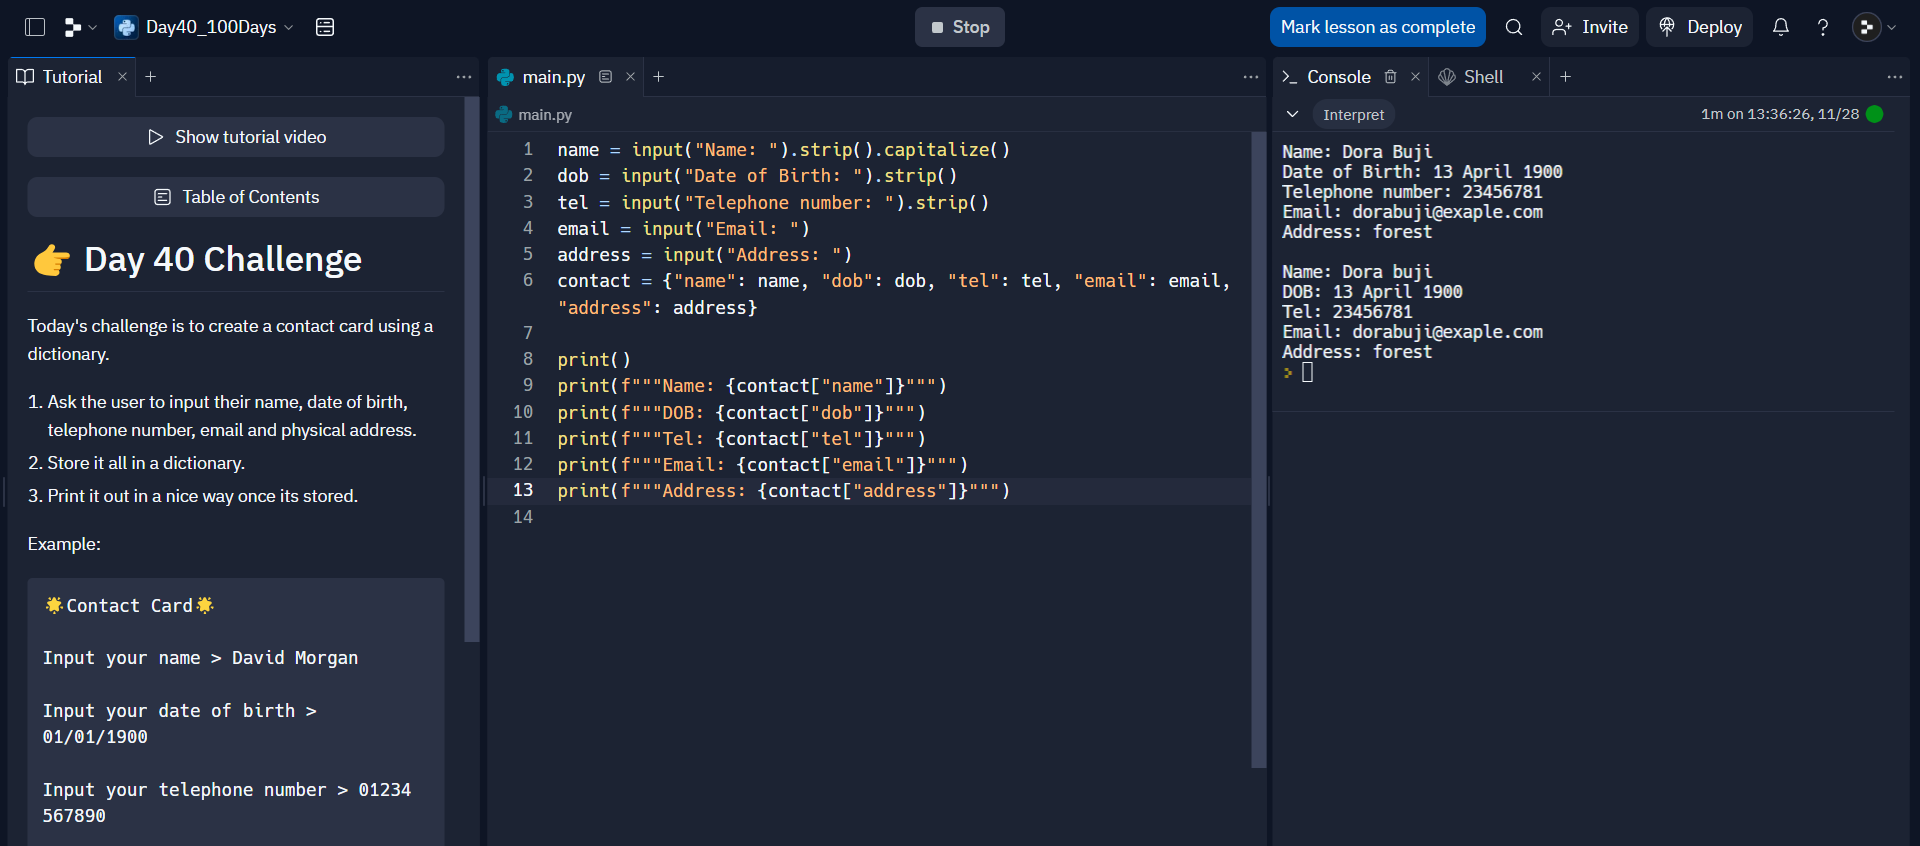 Day40_100Days
Stop
Mark lesson as complete
Invite
Deploy
Tutorial
Show tutorial video
Table of Contents
👉 Day 40 Challenge
Today's challenge is to create a contact card using a
dictionary.
1. Ask the user to input their name, date of birth,
telephone number, email and physical address.
2. Store it all in a dictionary.
3. Print it out in a nice way once its stored.
Example:
🌟Contact Card🌟
Input your name > David Morgan
Input your date of birth >
01/01/1900
Input your telephone number > 01234
567890
main.py
main.py
1 name = input("Name: ").strip().capitalize()
2 dob = input("Date of Birth: ").strip()
3 tel = input("Telephone number: ").strip()
4 email = input("Email: ")
5 address = input("Address: ")
6 contact = {"name": name, "dob": dob, "tel": tel, "email": email,
"address": address}
7
8 print()
9 print(f"""Name: {contact["name"]}""")
10 print(f"""DOB: {contact["dob"]}""")
11 print(f"""Tel: {contact["tel"]}""")
12 print(f"""Email: {contact["email"]}""")
13 print(f"""Address: {contact["address"]}""")
14
Console
Shell
Interpret
1m on 13:36:26, 11/28
Name: Dora Buji
Date of Birth: 13 April 1900
Telephone number: 23456781
Email: dorabuji@exaple.com
Address: forest
Name: Dora buji
DOB: 13 April 1900
Tel: 23456781
Email: dorabuji@exaple.com
Address: forest